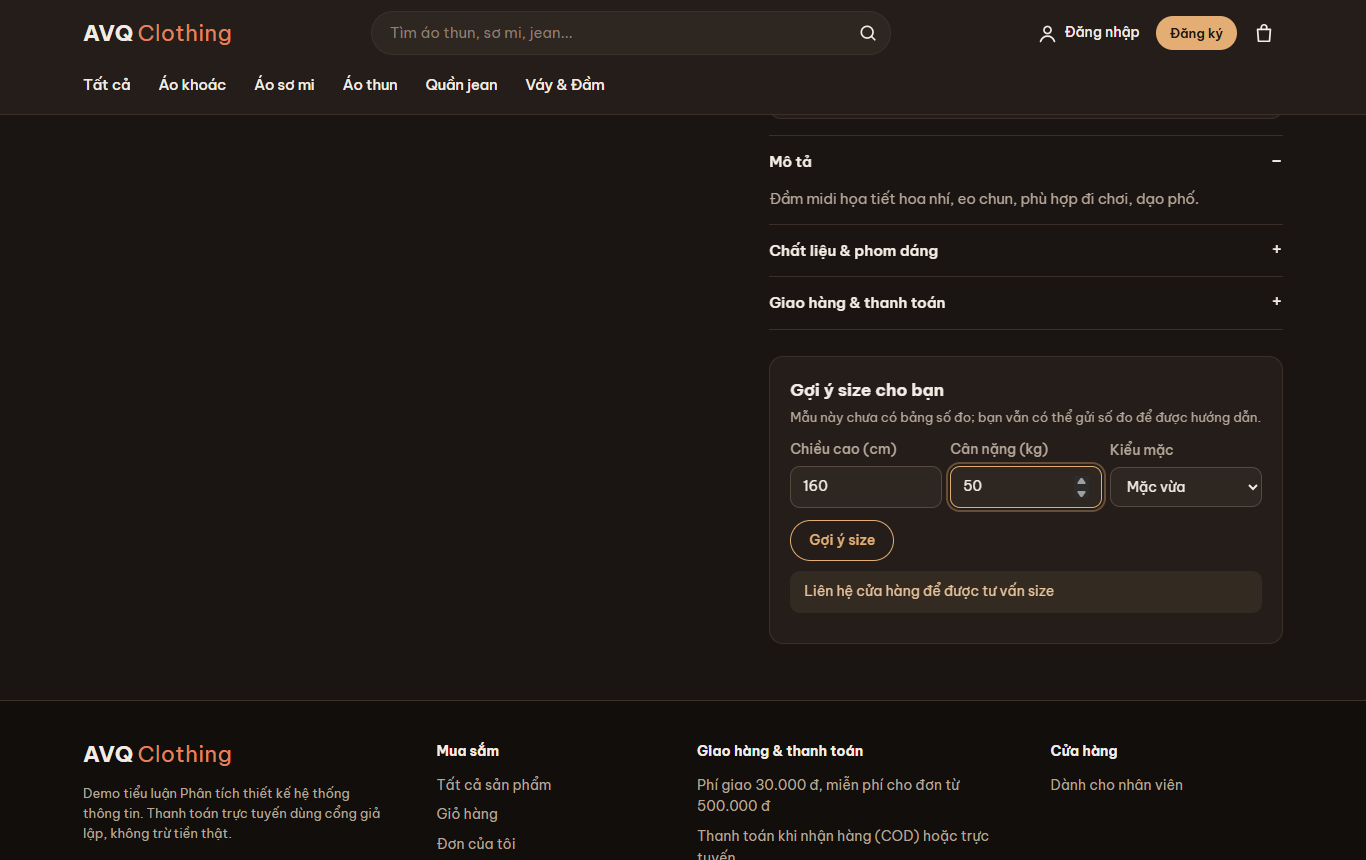 AVQ Clothing
Tìm áo thun, sơ mi, jean...
Đăng nhập
Đăng ký
Tất cả
Áo khoác
Áo sơ mi
Áo thun
Quần jean
Váy & Đầm
Mô tả
−
Đầm midi họa tiết hoa nhí, eo chun, phù hợp đi chơi, dạo phố.
Chất liệu & phom dáng
+
Giao hàng & thanh toán
+
Gợi ý size cho bạn
Mẫu này chưa có bảng số đo; bạn vẫn có thể gửi số đo để được hướng dẫn.
Chiều cao (cm)
Cân nặng (kg)
Kiểu mặc
160
50
Mặc vừa
Gợi ý size
Liên hệ cửa hàng để được tư vấn size
AVQ Clothing
Demo tiểu luận Phân tích thiết kế hệ thống
thông tin. Thanh toán trực tuyến dùng cổng giả
lập, không trừ tiền thật.
Mua sắm
Tất cả sản phẩm
Giỏ hàng
Đơn của tôi
Giao hàng & thanh toán
Phí giao 30.000 đ, miễn phí cho đơn từ
500.000 đ
Thanh toán khi nhận hàng (COD) hoặc trực
tuyến
Cửa hàng
Dành cho nhân viên